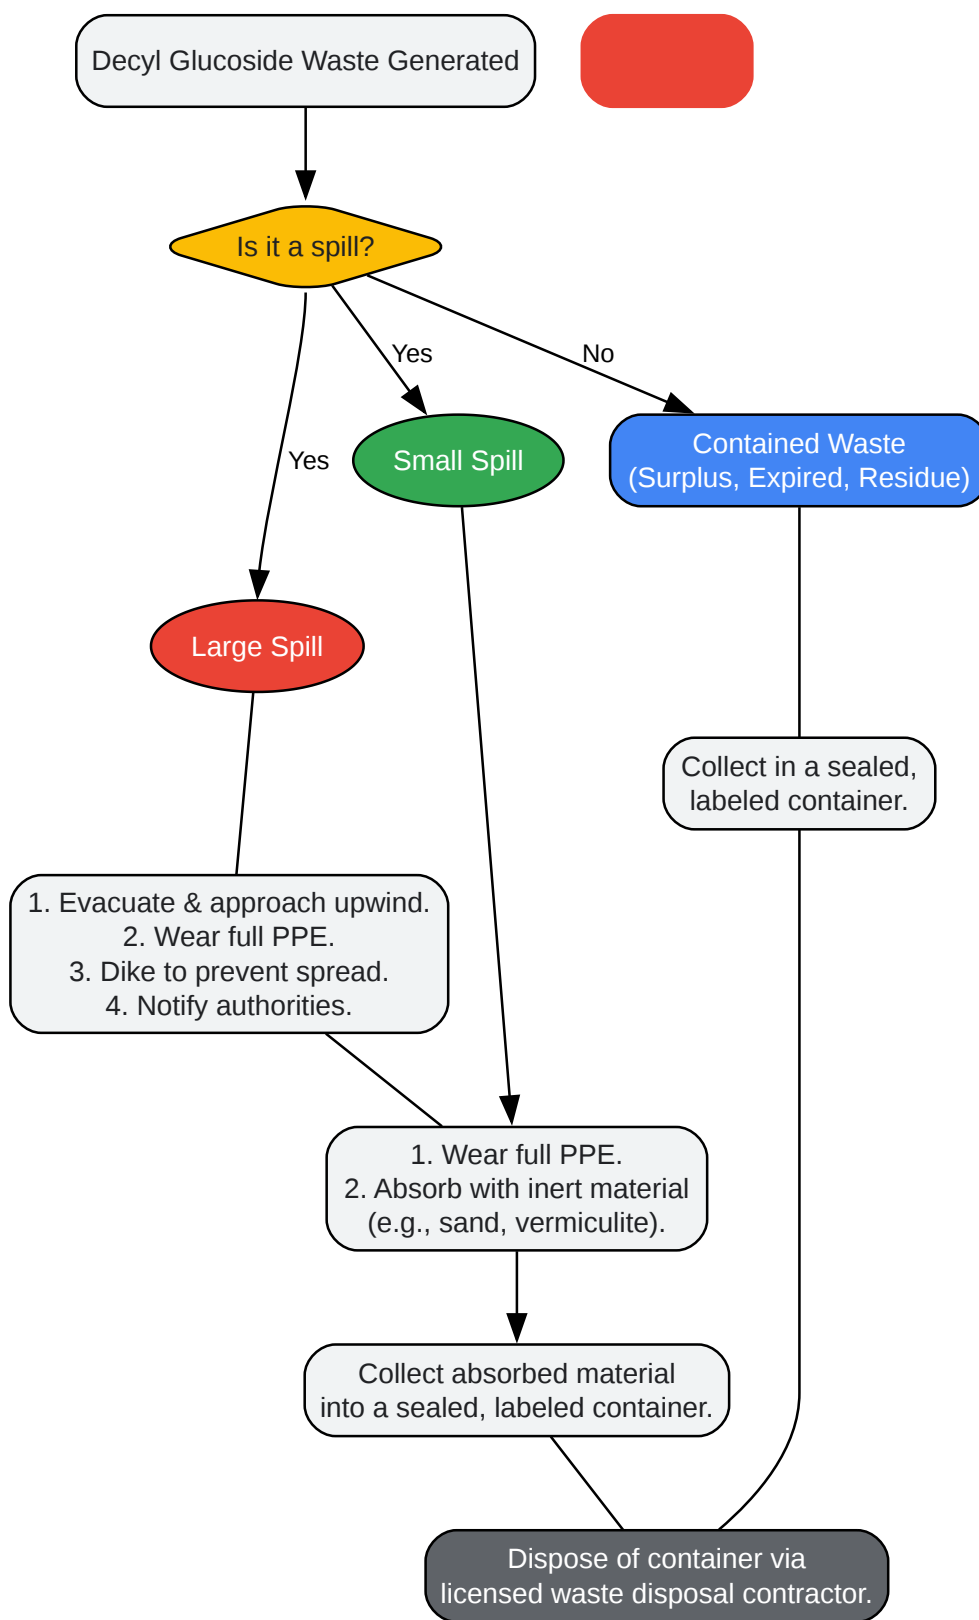 Decyl Glucoside Waste Generated
Is it a spill?
Yes
No
Yes
Small Spill
Contained Waste
(Surplus, Expired, Residue)
Large Spill
Collect in a sealed,
labeled container.
1. Evacuate & approach upwind.
2. Wear full PPE.
3. Dike to prevent spread.
4. Notify authorities.
1. Wear full PPE.
2. Absorb with inert material
(e.g., sand, vermiculite).
Collect absorbed material
into a sealed, labeled container.
Dispose of container via
licensed waste disposal contractor.